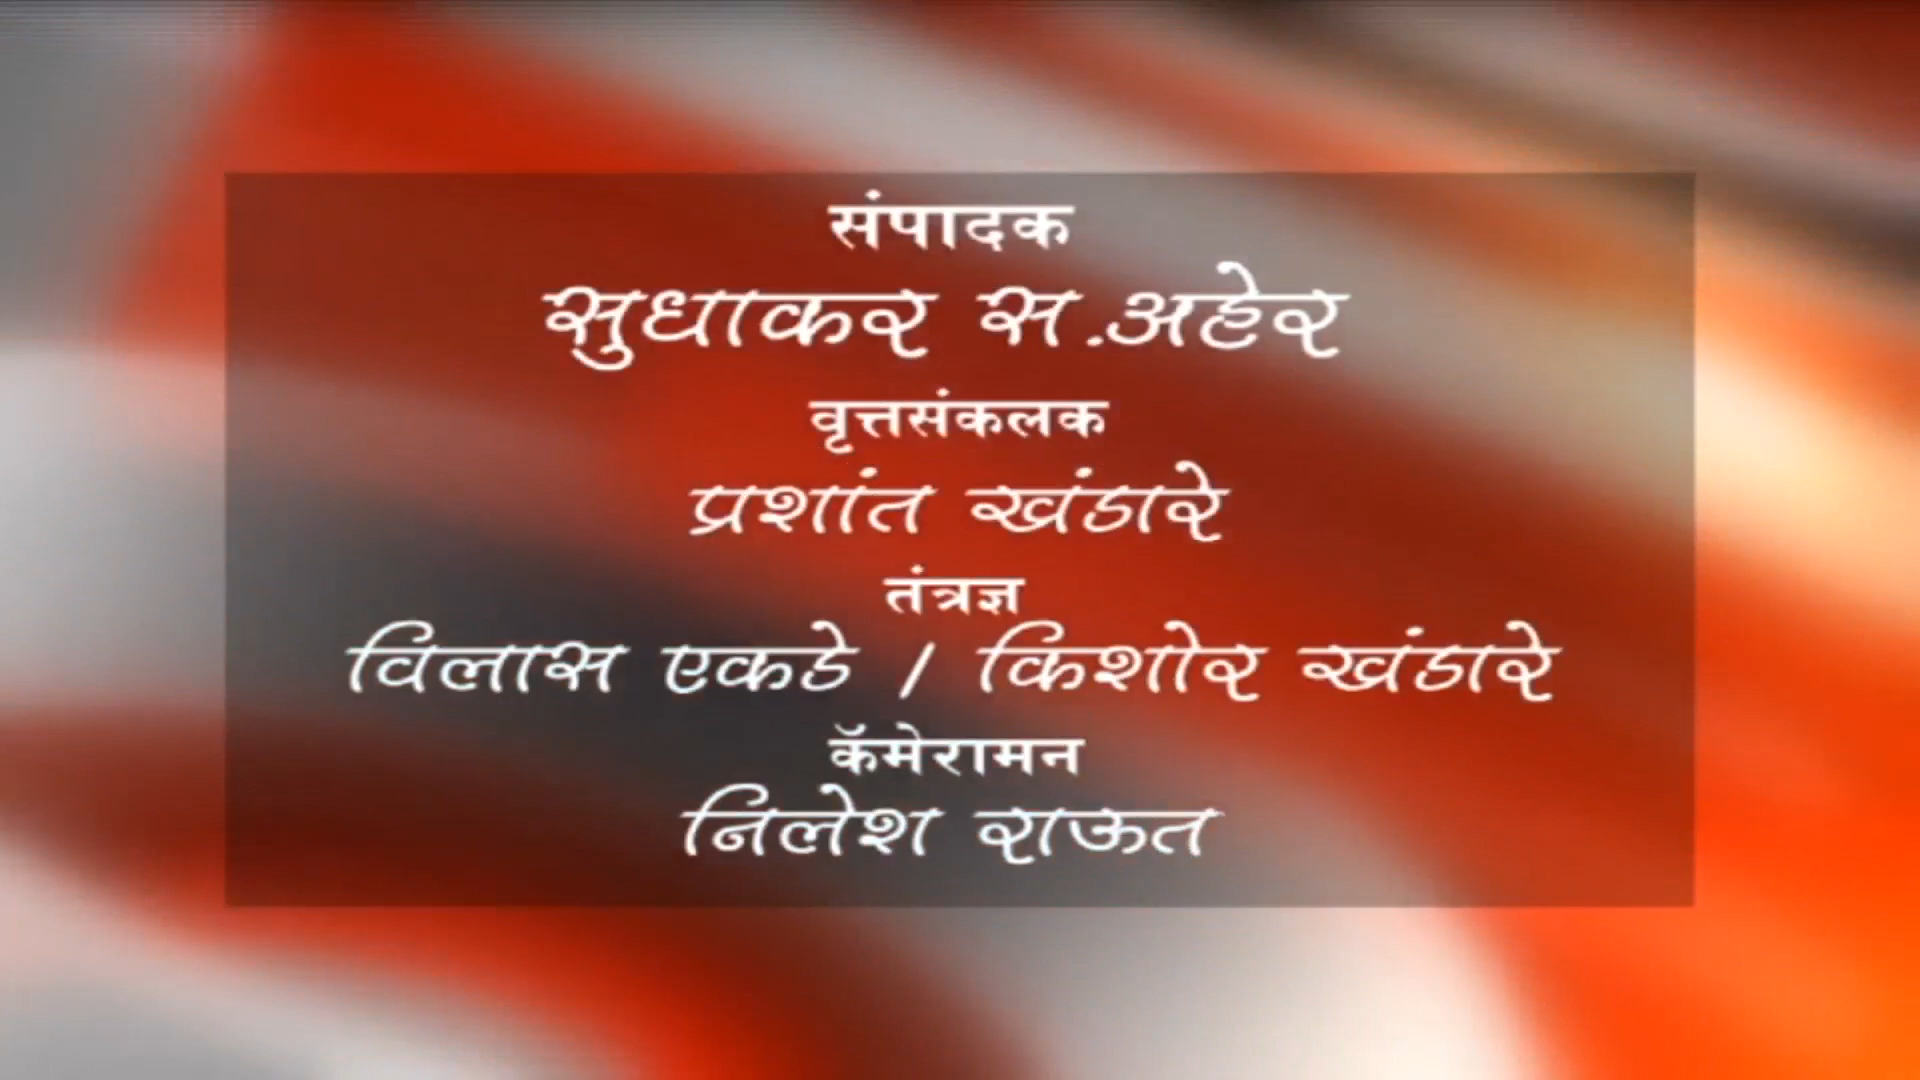 संपादक
सुधाकर स.अहेर
वृत्तसंकलक
प्रशांत खंडारे
तंत्रज्ञ
विलास एकडे / किशोर खंडारे
कॅमेरामन
निलेश राऊत